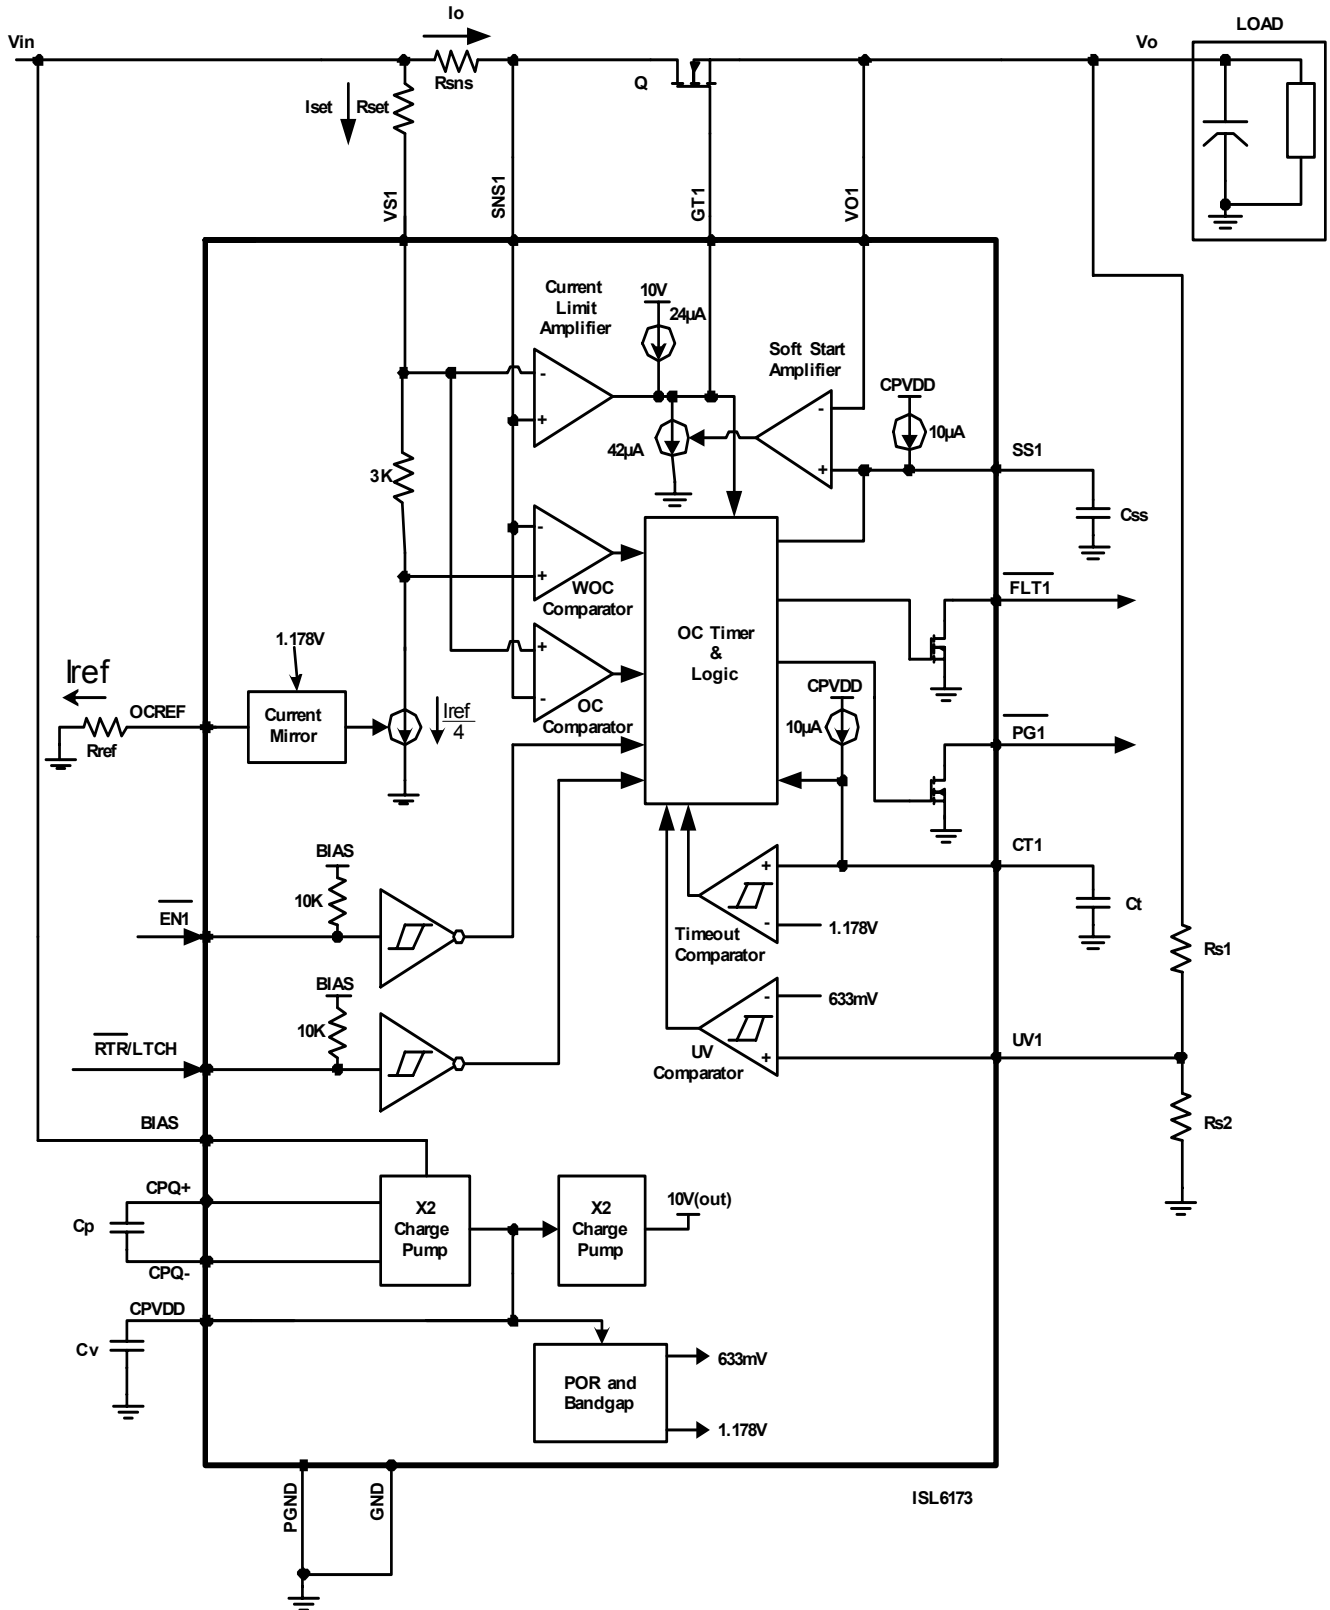 Io
LOAD
Vin
Vo
Rsns
Q
Iset
Rset
VS1
SNS1
GT1
VO1
Current
Limit
Amplifier
10V
24µA
Soft Start
Amplifier
CPVDD
-
-
10µA
+
42µA
SS1
+
3K
Css
-
+
WOC
Comparator
FLT1
OC Timer
&
Logic
1.178V
+
Iref
CPVDD
OCREF
-
OC
Comparator
Current
Mirror
Iref
4
10µA
PG1
Rref
BIAS
CT1
+
10K
Ct
EN1
-
1.178V
Timeout
Comparator
Rs1
BIAS
-
633mV
10K
RTR/LTCH
UV1
UV
Comparator
+
BIAS
Rs2
CPQ+
X2
Charge
Pump
X2
Charge
Pump
10V(out)
Cp
CPQ-
CPVDD
Cv
633mV
POR and
Bandgap
1.178V
PGND
GND
ISL6173